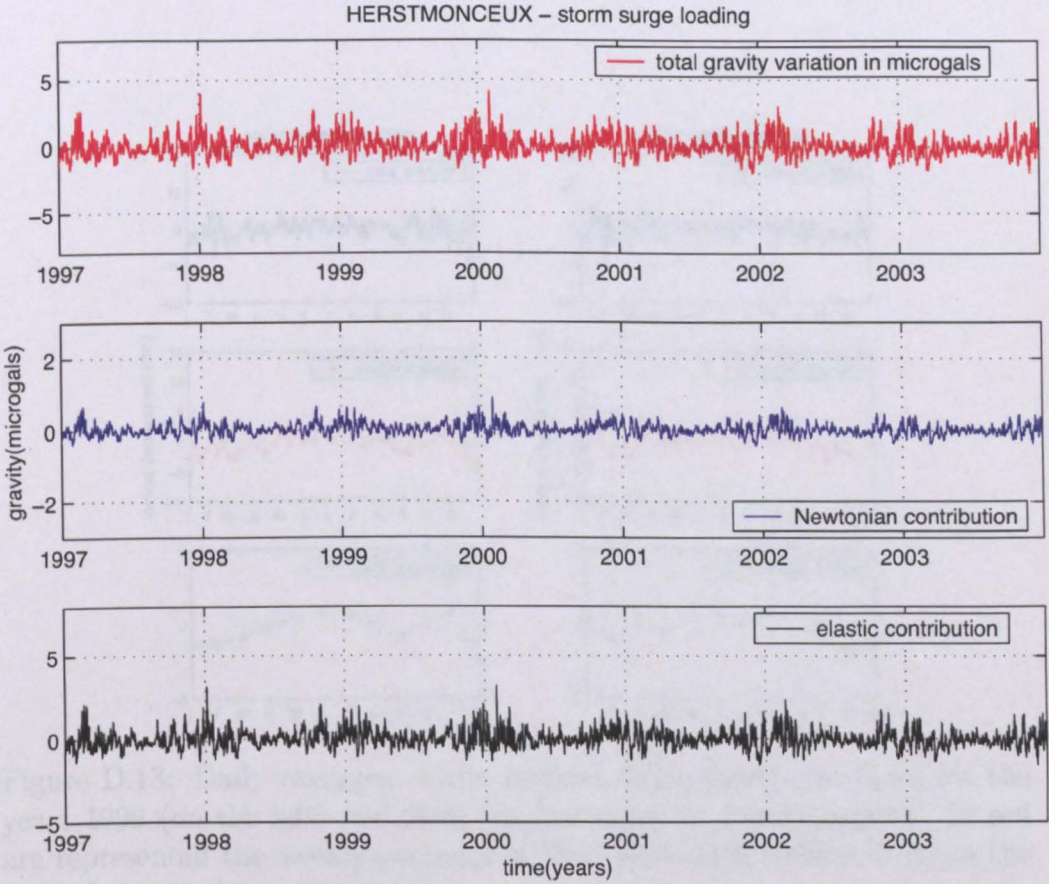 HERSTMONCEUX – storm surge loading
total gravity variation in microgals
5
0
−5
1997 1998 1999 2000 2001 2002 2003
gravity(microgals)
2
0
−2
Newtonian contribution
1997 1998 1999 2000 2001 2002 2003
elastic contribution
5
0
−5
1997 1998 1999 2000 2001 2002 2003
time(years)